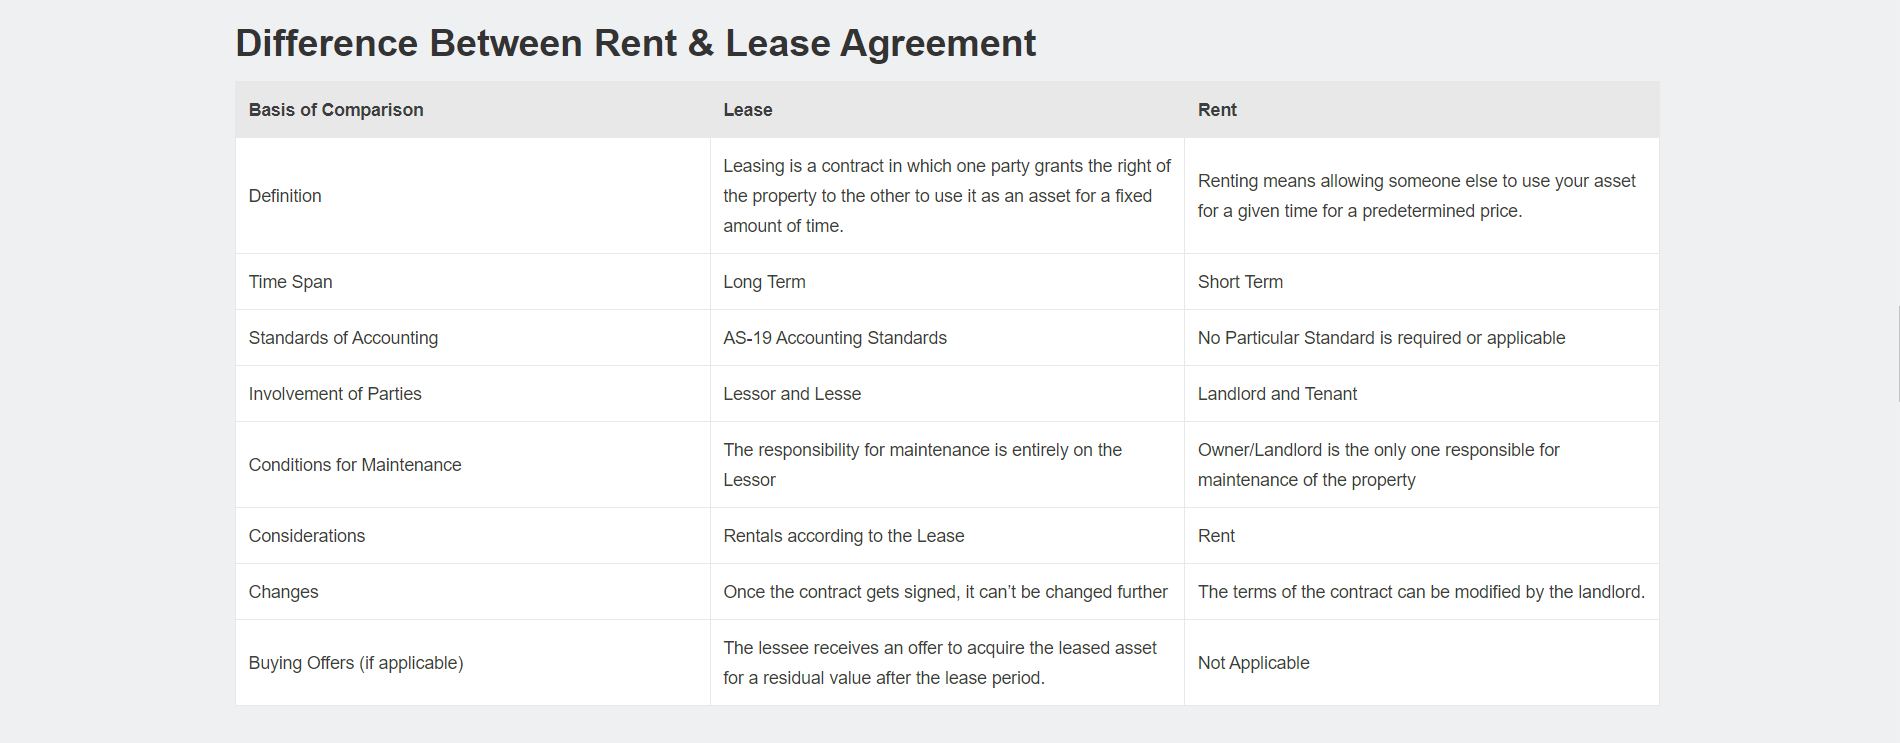 Difference Between Rent & Lease Agreement
Basis of Comparison
Lease
Rent
Definition
Leasing is a contract in which one party grants the right of
the property to the other to use it as an asset for a fixed
amount of time.
Renting means allowing someone else to use your asset
for a given time for a predetermined price.
Time Span
Long Term
Short Term
Standards of Accounting
AS-19 Accounting Standards
No Particular Standard is required or applicable
Involvement of Parties
Lessor and Lesse
Landlord and Tenant
Conditions for Maintenance
The responsibility for maintenance is entirely on the
Lessor
Owner/Landlord is the only one responsible for
maintenance of the property
Considerations
Rentals according to the Lease
Rent
Changes
Once the contract gets signed, it can’t be changed further
The terms of the contract can be modified by the landlord.
Buying Offers (if applicable)
The lessee receives an offer to acquire the leased asset
for a residual value after the lease period.
Not Applicable